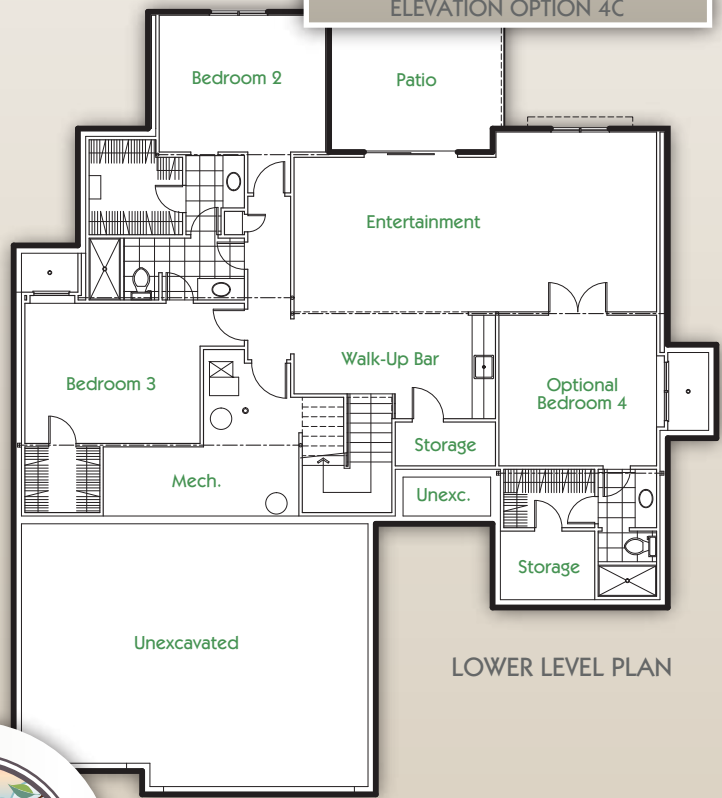 ELEVATION OPTION 4C
Bedroom 2
Patio
Entertainment
Walk-Up Bar
Bedroom 3
Optional
Bedroom 4
Storage
Mech.
Unexc.
Storage
Unexcavated
LOWER LEVEL PLAN